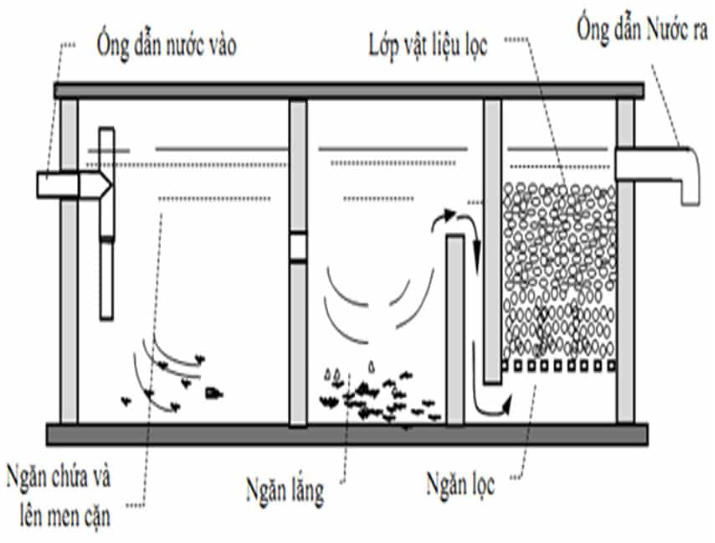 Ống dẫn nước vào
Lớp vật liệu lọc
Ống dẫn Nước ra
Ngăn chứa và
lên men cặn
Ngăn lắng
Ngăn lọc